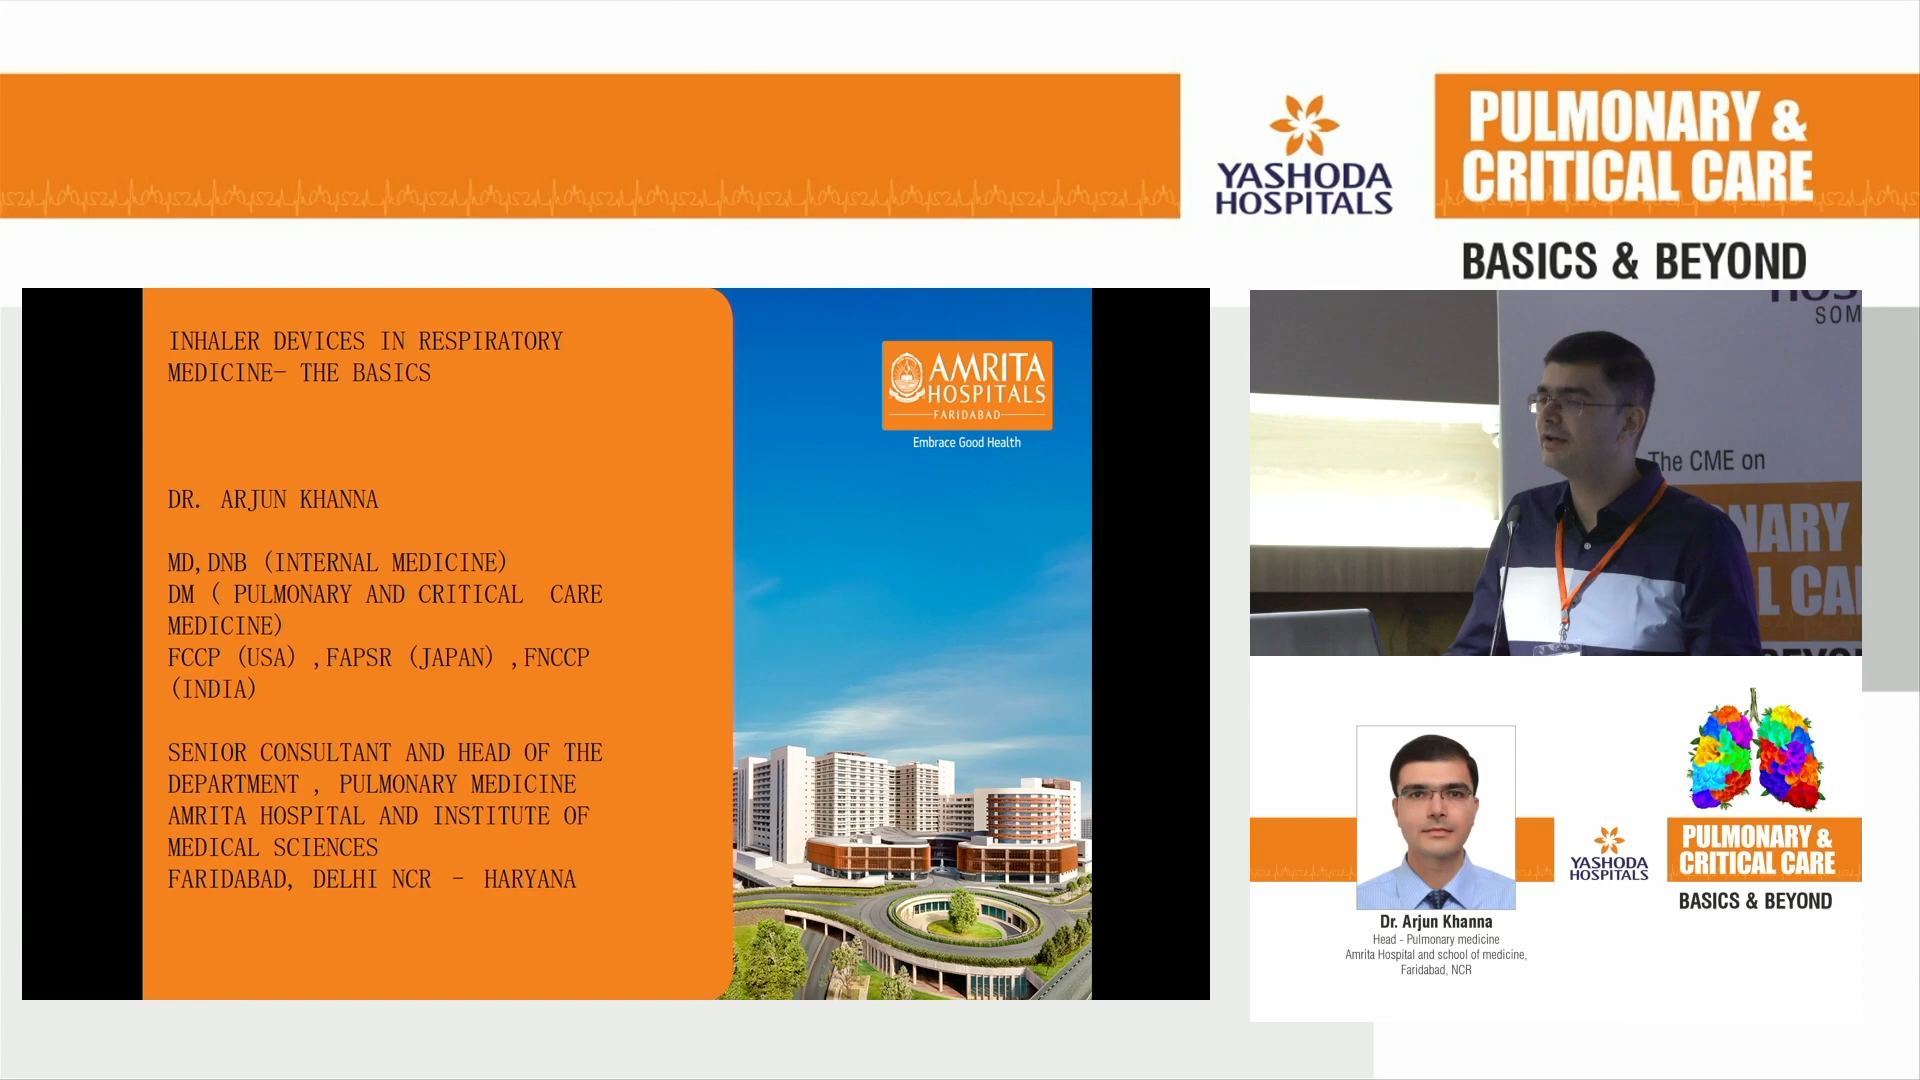 YASHODA
HOSPITALS
PULMONARY &
CRITICAL CARE
BASICS & BEYOND
INHALER DEVICES IN RESPIRATORY
MEDICINE- THE BASICS
DR. ARJUN KHANNA
MD,DNB (INTERNAL MEDICINE)
DM ( PULMONARY AND CRITICAL CARE
MEDICINE)
FCCP (USA) ,FAPSR (JAPAN) ,FNCCP
(INDIA)
SENIOR CONSULTANT AND HEAD OF THE
DEPARTMENT , PULMONARY MEDICINE
AMRITA HOSPITAL AND INSTITUTE OF
MEDICAL SCIENCES
FARIDABAD, DELHI NCR - HARYANA
AMRITA
HOSPITALS
FARIDABAD
Embrace Good Health
SOM
The CME on
NARY
L CA
Dr. Arjun Khanna
Head - Pulmonary medicine
Amrita Hospital and school of medicine,
Faridabad, NCR
YASHODA
HOSPITALS
PULMONARY &
CRITICAL CARE
BASICS & BEYOND